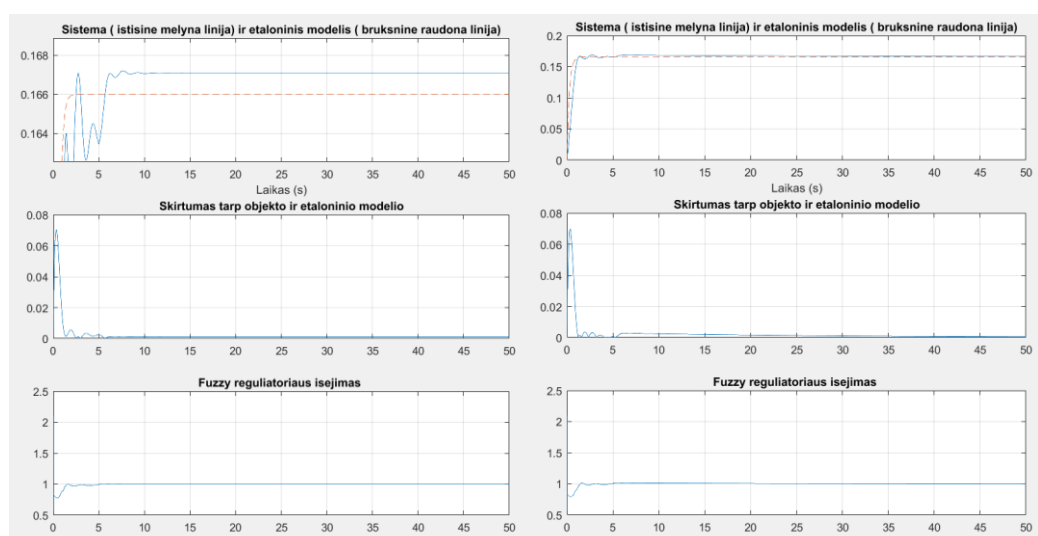 Sistema ( istisine melyna linija) ir etaloninis modelis ( bruksnine raudona linija)
0.168
0.166
0.164
0 5 10 15 20 25 30 35 40 45 50
Laikas (s)
Skirtumas tarp objekto ir etaloninio modelio
0.08
0.06
0.04
0.02
0
0 5 10 15 20 25 30 35 40 45 50
Fuzzy reguliatoriaus isejimas
2.5
2
1.5
1
0.5
0 5 10 15 20 25 30 35 40 45 50
Sistema ( istisine melyna linija) ir etaloninis modelis ( bruksnine raudona linija)
0.2
0.15
0.1
0.05
0
0 5 10 15 20 25 30 35 40 45 50
Laikas (s)
Skirtumas tarp objekto ir etaloninio modelio
0.08
0.06
0.04
0.02
0
0 5 10 15 20 25 30 35 40 45 50
Fuzzy reguliatoriaus isejimas
2.5
2
1.5
1
0.5
0 5 10 15 20 25 30 35 40 45 50